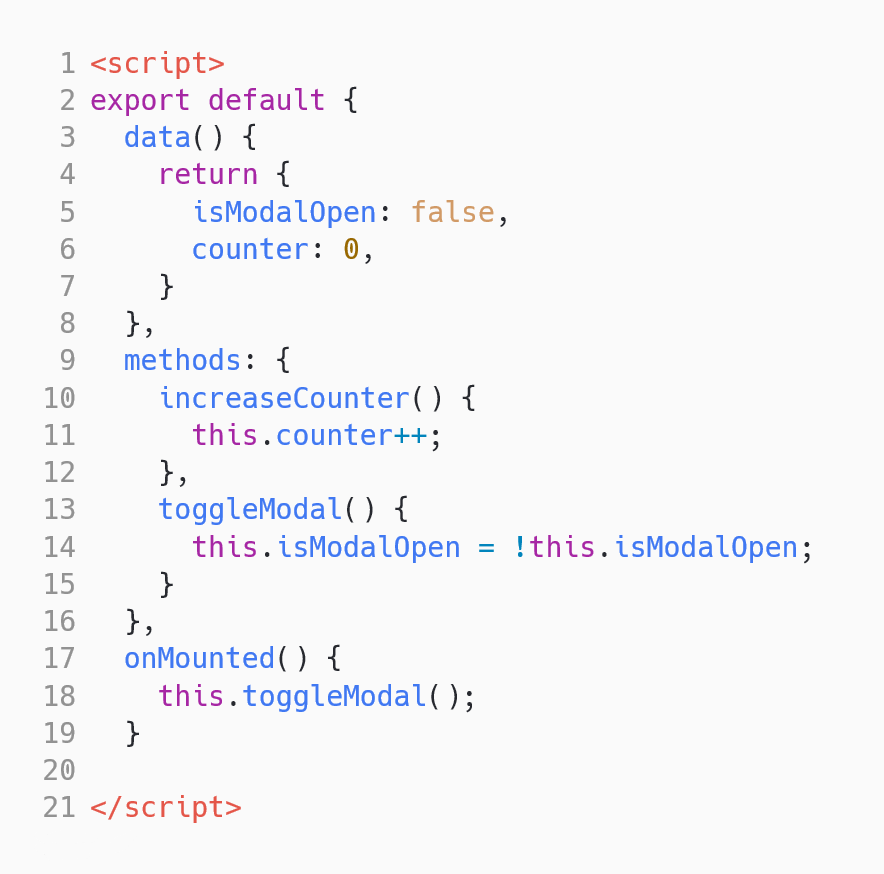 1 <script>
2 export default {
3   data() {
4     return {
5       isModalOpen: false,
6       counter: 0,
7     }
8   },
9   methods: {
10     increaseCounter() {
11       this.counter++;
12     },
13     toggleModal() {
14       this.isModalOpen = !this.isModalOpen;
15     }
16   },
17   onMounted() {
18     this.toggleModal();
19   }
20
21 </script>